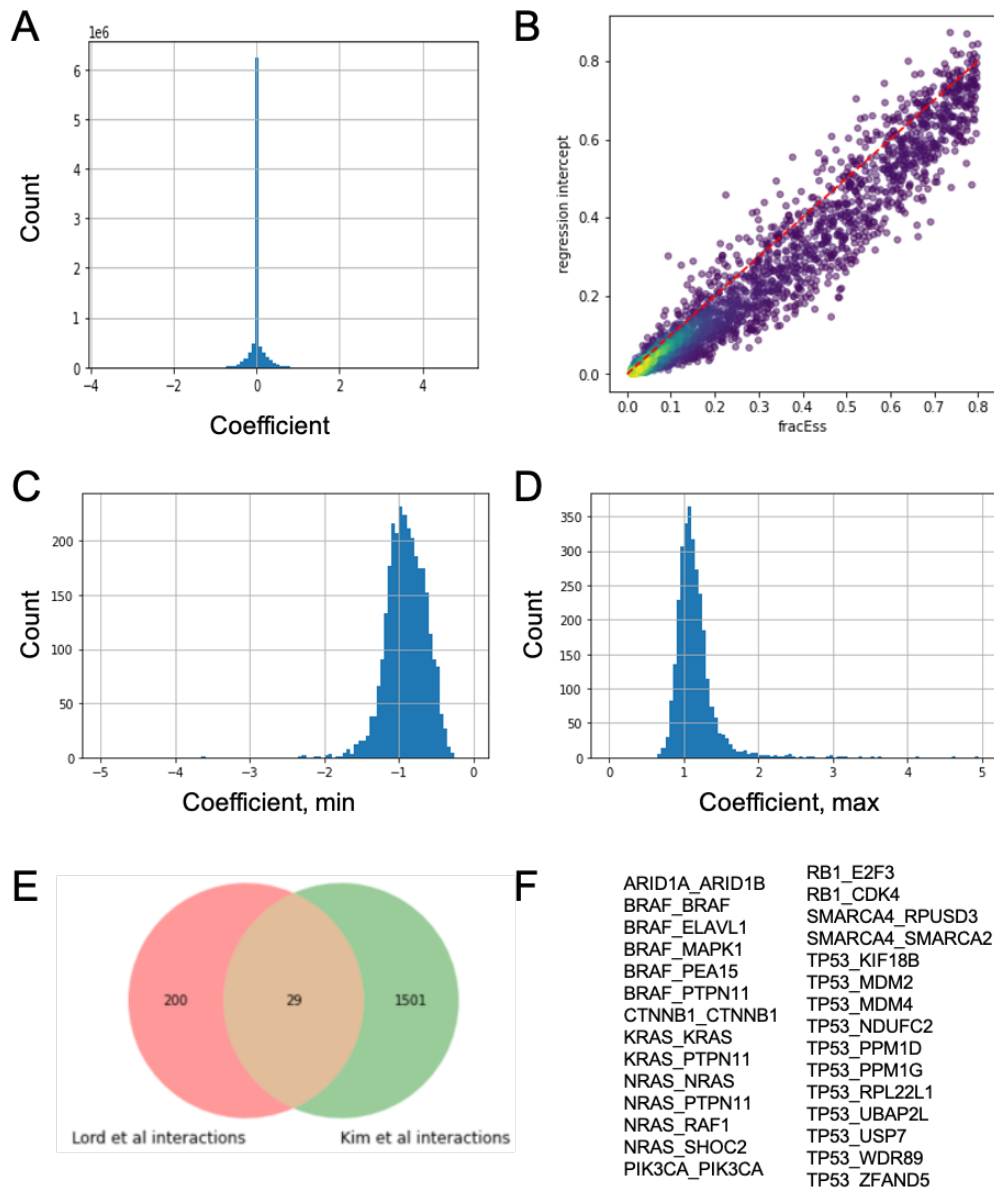 A
1e6
6
5
4
3
2
1
0
−4
−2
0
2
4
Count
Coefficient
B
0.8
0.6
0.4
0.2
0.0
0.0 0.1 0.2 0.3 0.4 0.5 0.6 0.7 0.8
regression intercept
fracEss
C
200
150
100
50
0
−5 −4 −3 −2 −1 0
Count
Coefficient, min
D
350
300
250
200
150
100
50
0
0 1 2 3 4 5
Count
Coefficient, max
E
200
29
1501
Lord et al interactions
Kim et al interactions
F
ARID1A_ARID1B
BRAF_BRAF
BRAF_ELAVL1
BRAF_MAPK1
BRAF_PEA15
BRAF_PTPN11
CTNNB1_CTNNB1
KRAS_KRAS
KRAS_PTPN11
NRAS_NRAS
NRAS_PTPN11
NRAS_RAF1
NRAS_SHOC2
PIK3CA_PIK3CA
RB1_E2F3
RB1_CDK4
SMARCA4_RPUSD3
SMARCA4_SMARCA2
TP53_KIF18B
TP53_MDM2
TP53_MDM4
TP53_NDUFC2
TP53_PPM1D
TP53_PPM1G
TP53_RPL22L1
TP53_UBAP2L
TP53_USP7
TP53_WDR89
TP53_ZFAND5